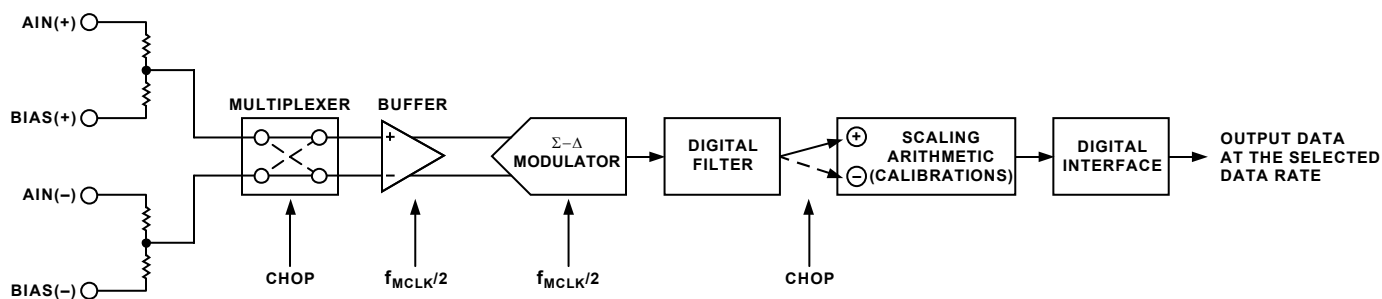 AIN(+)
BIAS(+)
AIN(−)
BIAS(−)
MULTIPLEXER
CHOP
BUFFER
+
−
fMCLK/2
Σ−Δ
MODULATOR
fMCLK/2
DIGITAL
FILTER
CHOP
+
−
SCALING
ARITHMETIC
(CALIBRATIONS)
DIGITAL
INTERFACE
OUTPUT DATA
AT THE SELECTED
DATA RATE